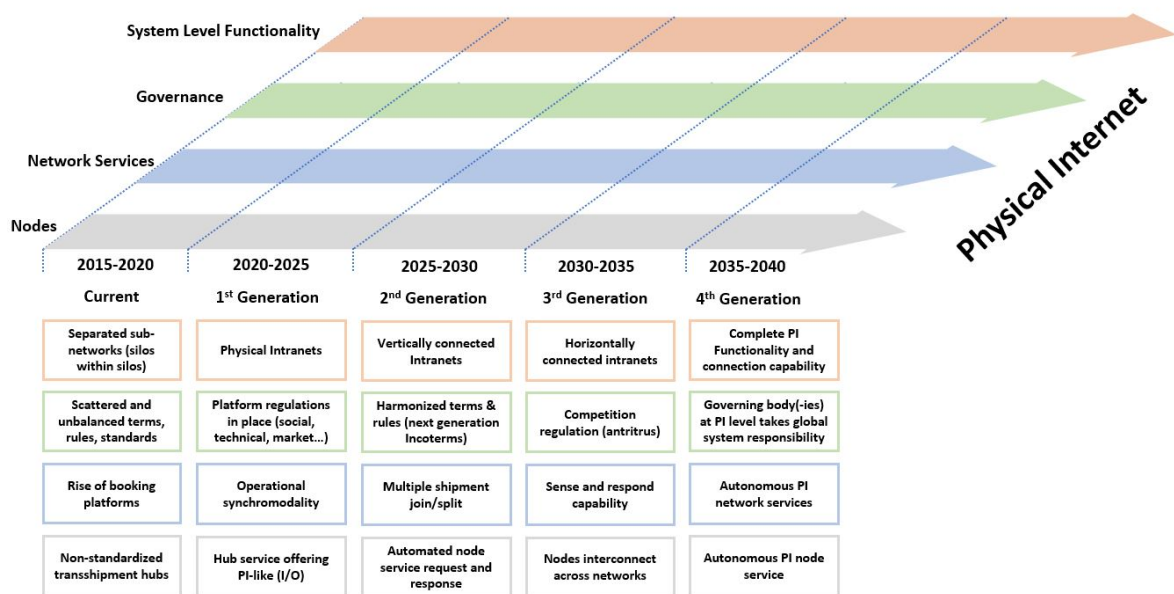 System Level Functionality
Governance
Network Services
Nodes
Physical Internet
2015-2020
2020-2025
2025-2030
2030-2035
2035-2040
Current
1st Generation
2nd Generation
3rd Generation
4th Generation
Separated sub-
networks (silos
within silos)
Physical Intranets
Vertically connected
Intranets
Horizontally
connected intranets
Complete PI
Functionality and
connection capability
Scattered and
unbalanced terms,
rules, standards
Platform regulations
in place (social,
technical, market...)
Harmonized terms &
rules (next generation
Incoterms)
Competition
regulation (antritrus)
Governing body(-ies)
at PI level takes global
system responsibility
Rise of booking
platforms
Operational
synchromodality
Multiple shipment
join/split
Sense and respond
capability
Autonomous PI
network services
Non-standardized
transshipment hubs
Hub service offering
PI-like (I/O)
Automated node
service request and
response
Nodes interconnect
across networks
Autonomous PI node
service